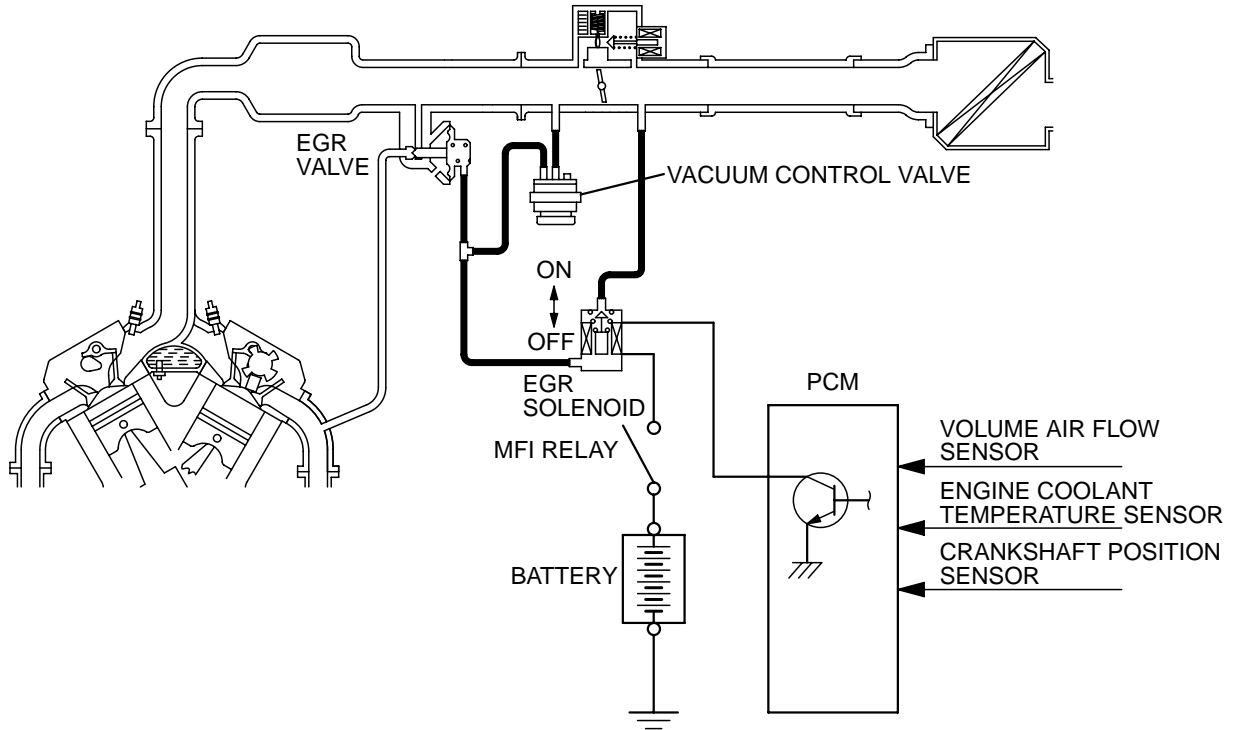 EGR
VALVE
VACUUM CONTROL VALVE
ON
OFF
EGR
SOLENOID
MFI RELAY
BATTERY
PCM
VOLUME AIR FLOW
SENSOR
ENGINE COOLANT
TEMPERATURE SENSOR
CRANKSHAFT POSITION
SENSOR